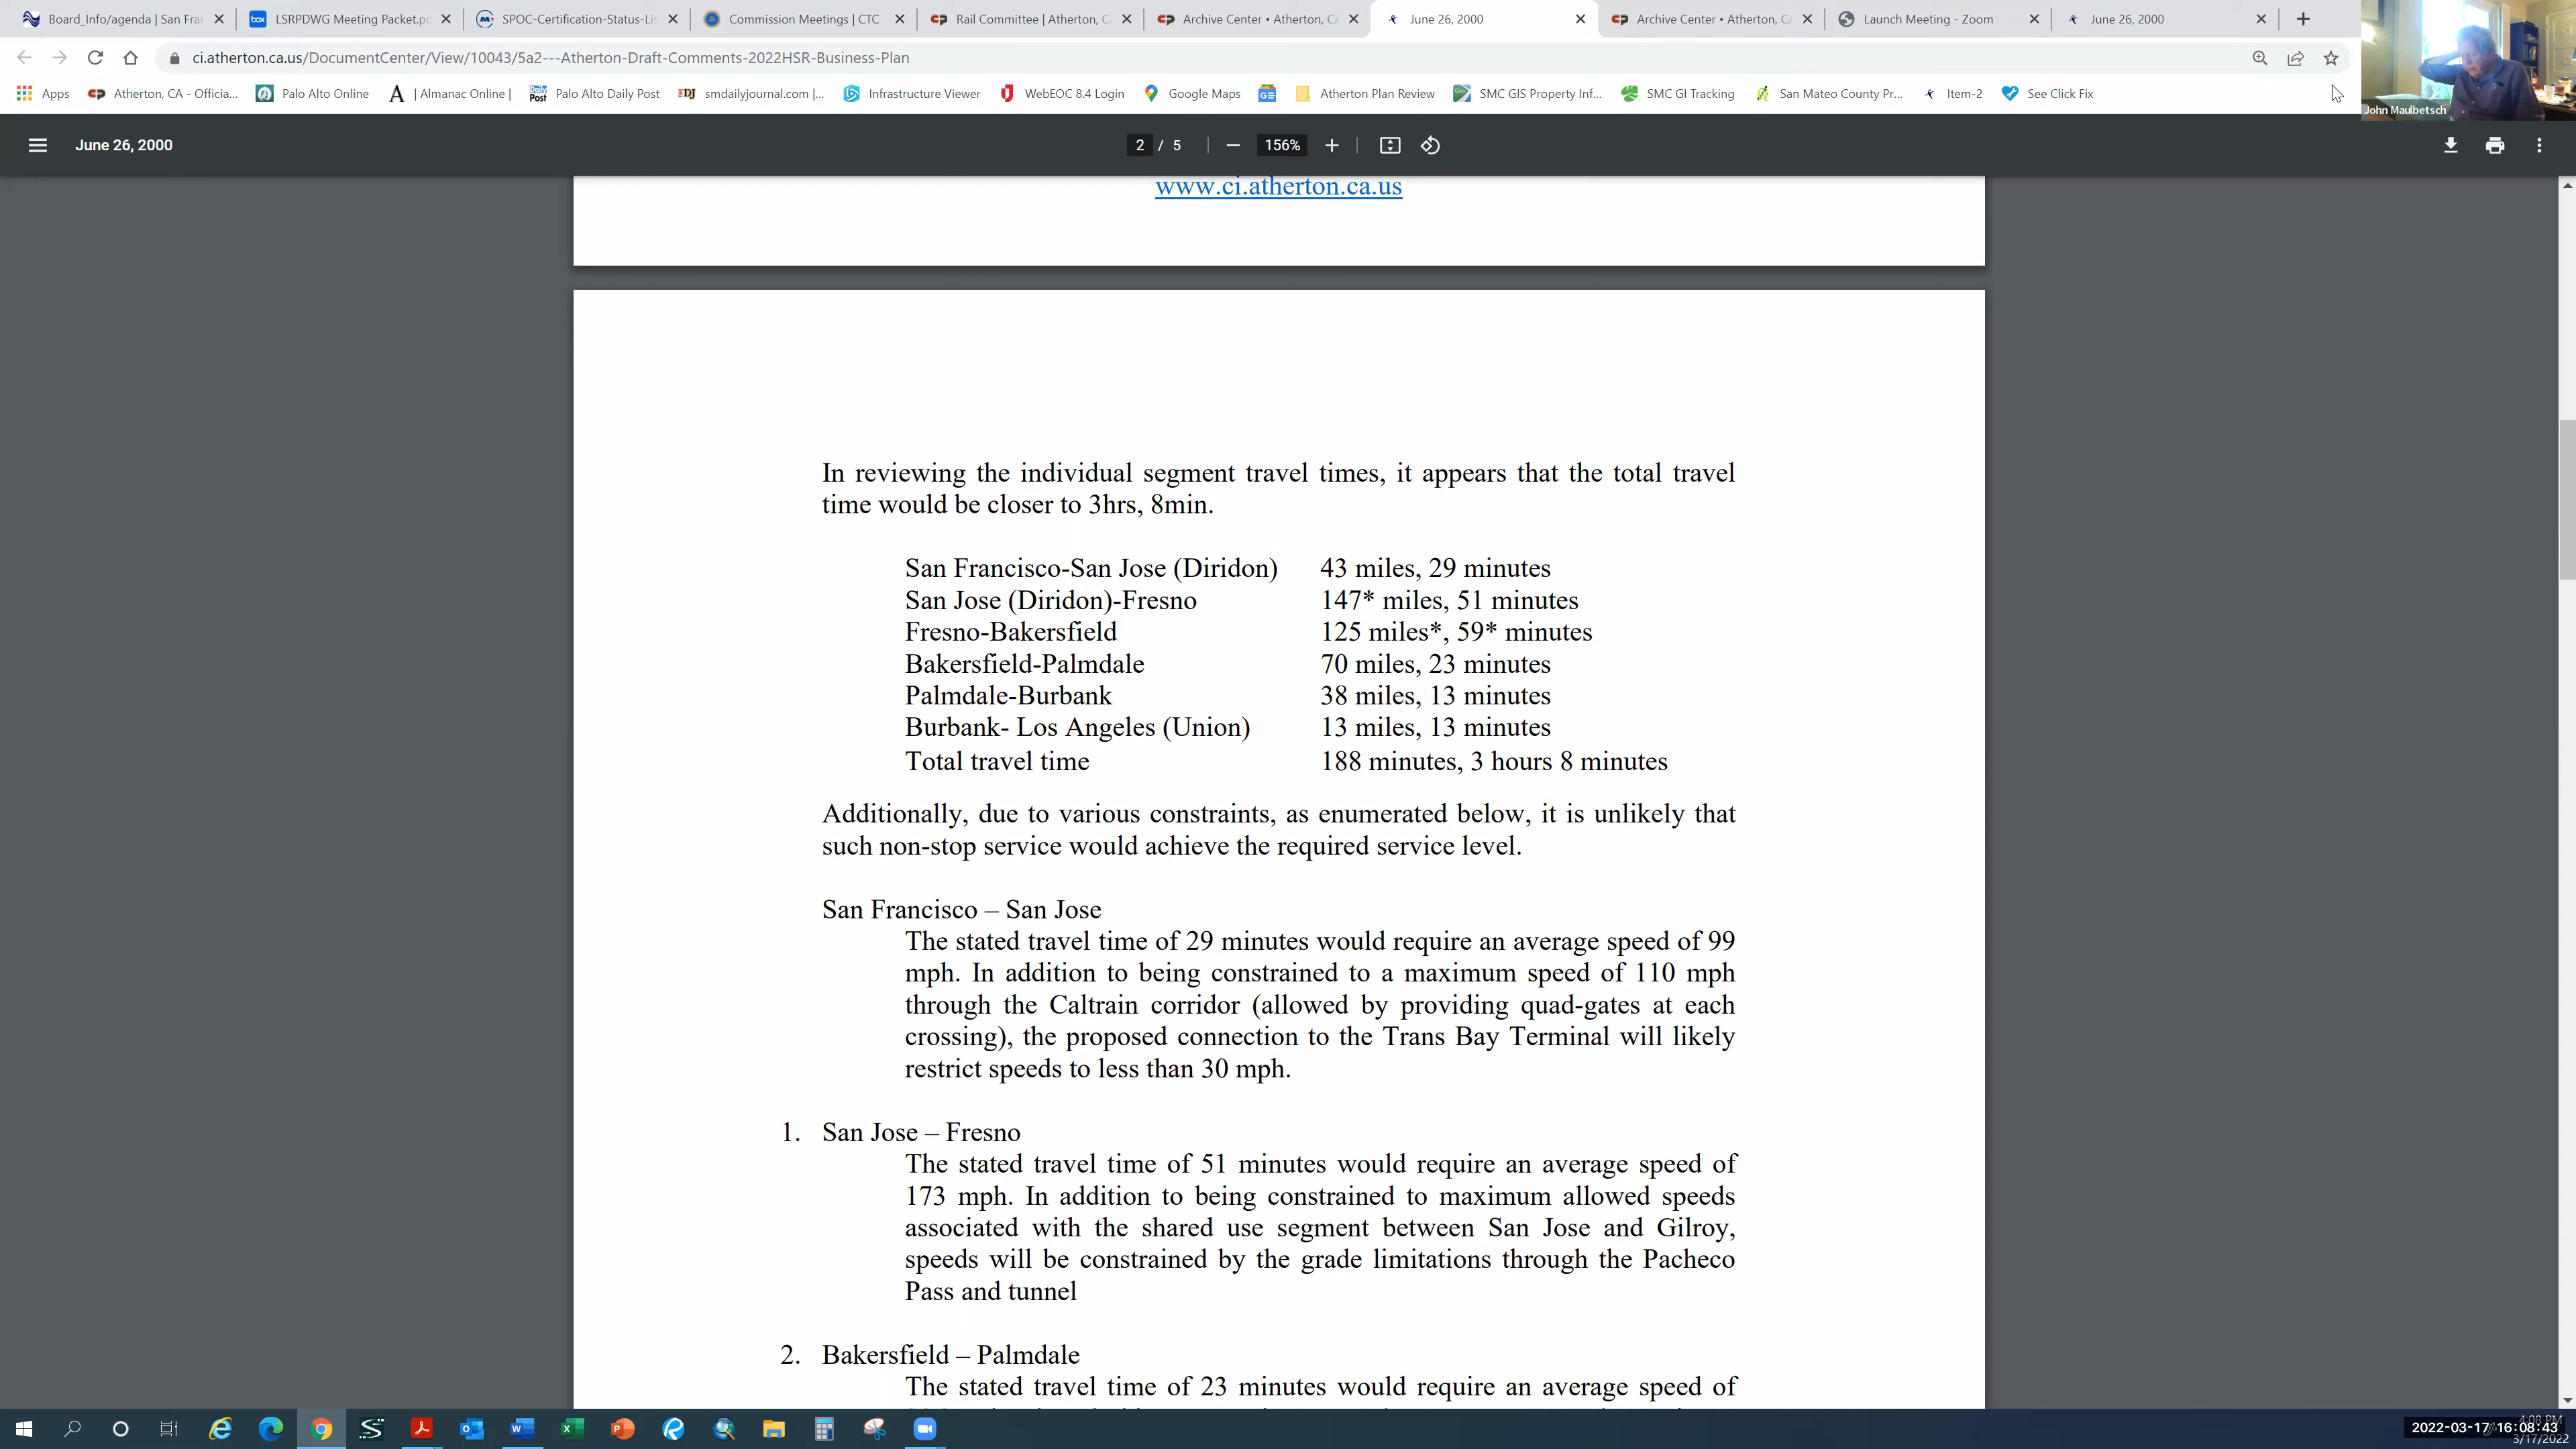 Board_Info/agenda | San Fran
LSRPDWG Meeting Packet.pd
SPOC-Certification-Status-Lis
Commission Meetings | CTC
Rail Committee | Atherton, C
Archive Center • Atherton, C
June 26, 2000
Archive Center • Atherton, C
Launch Meeting - Zoom
June 26, 2000
ci.atherton.ca.us/DocumentCenter/View/10043/5a2---Atherton-Draft-Comments-2022HSR-Business-Plan
Apps
Atherton, CA - Officia...
Palo Alto Online
| Almanac Online |
Palo Alto Daily Post
smdailyjournal.com |...
Infrastructure Viewer
WebEOC 8.4 Login
Google Maps
Atherton Plan Review
SMC GIS Property Inf...
SMC GI Tracking
San Mateo County Pr...
Item-2
See Click Fix
John Maulbetsch
June 26, 2000
2 / 5
156%
www.ci.atherton.ca.us
In reviewing the individual segment travel times, it appears that the total travel
time would be closer to 3hrs, 8min.
San Francisco-San Jose (Diridon) 43 miles, 29 minutes
San Jose (Diridon)-Fresno 147* miles, 51 minutes
Fresno-Bakersfield 125 miles*, 59* minutes
Bakersfield-Palmdale 70 miles, 23 minutes
Palmdale-Burbank 38 miles, 13 minutes
Burbank- Los Angeles (Union) 13 miles, 13 minutes
Total travel time 188 minutes, 3 hours 8 minutes
Additionally, due to various constraints, as enumerated below, it is unlikely that
such non-stop service would achieve the required service level.
San Francisco – San Jose
The stated travel time of 29 minutes would require an average speed of 99
mph. In addition to being constrained to a maximum speed of 110 mph
through the Caltrain corridor (allowed by providing quad-gates at each
crossing), the proposed connection to the Trans Bay Terminal will likely
restrict speeds to less than 30 mph.
1. San Jose – Fresno
The stated travel time of 51 minutes would require an average speed of
173 mph. In addition to being constrained to maximum allowed speeds
associated with the shared use segment between San Jose and Gilroy,
speeds will be constrained by the grade limitations through the Pacheco
Pass and tunnel
2. Bakersfield – Palmdale
The stated travel time of 23 minutes would require an average speed of
4:08 PM
2022-03-17 16:08:43
3/17/2022